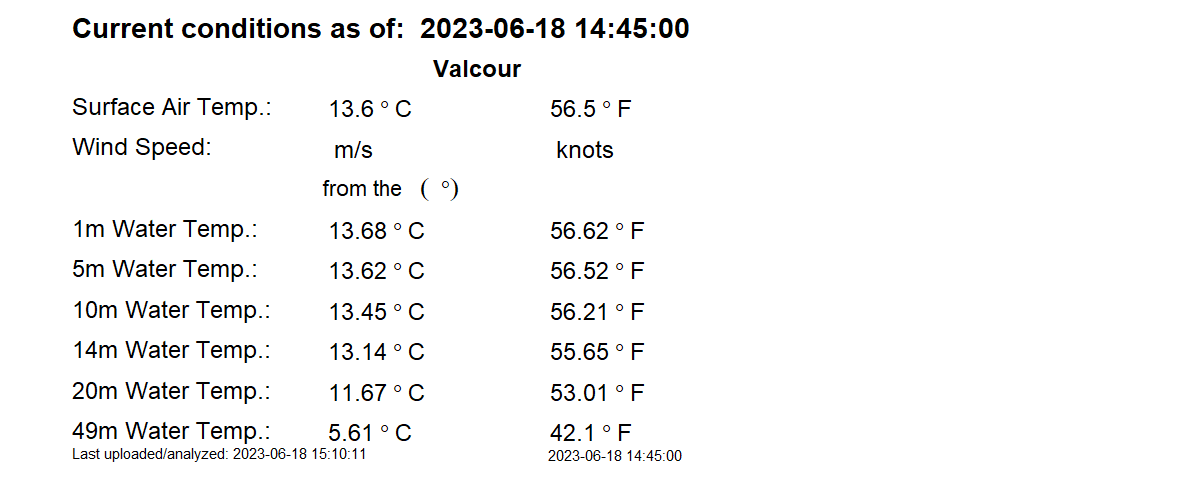 Current conditions as of: 2023-06-18 14:45:00
Valcour
Surface Air Temp.: 13.6 ° C 56.5 ° F
Wind Speed: m/s knots
from the ( °)
1m Water Temp.: 13.68 ° C 56.62 ° F
5m Water Temp.: 13.62 ° C 56.52 ° F
10m Water Temp.: 13.45 ° C 56.21 ° F
14m Water Temp.: 13.14 ° C 55.65 ° F
20m Water Temp.: 11.67 ° C 53.01 ° F
49m Water Temp.: 5.61 ° C 42.1 ° F
Last uploaded/analyzed: 2023-06-18 15:10:11 2023-06-18 14:45:00